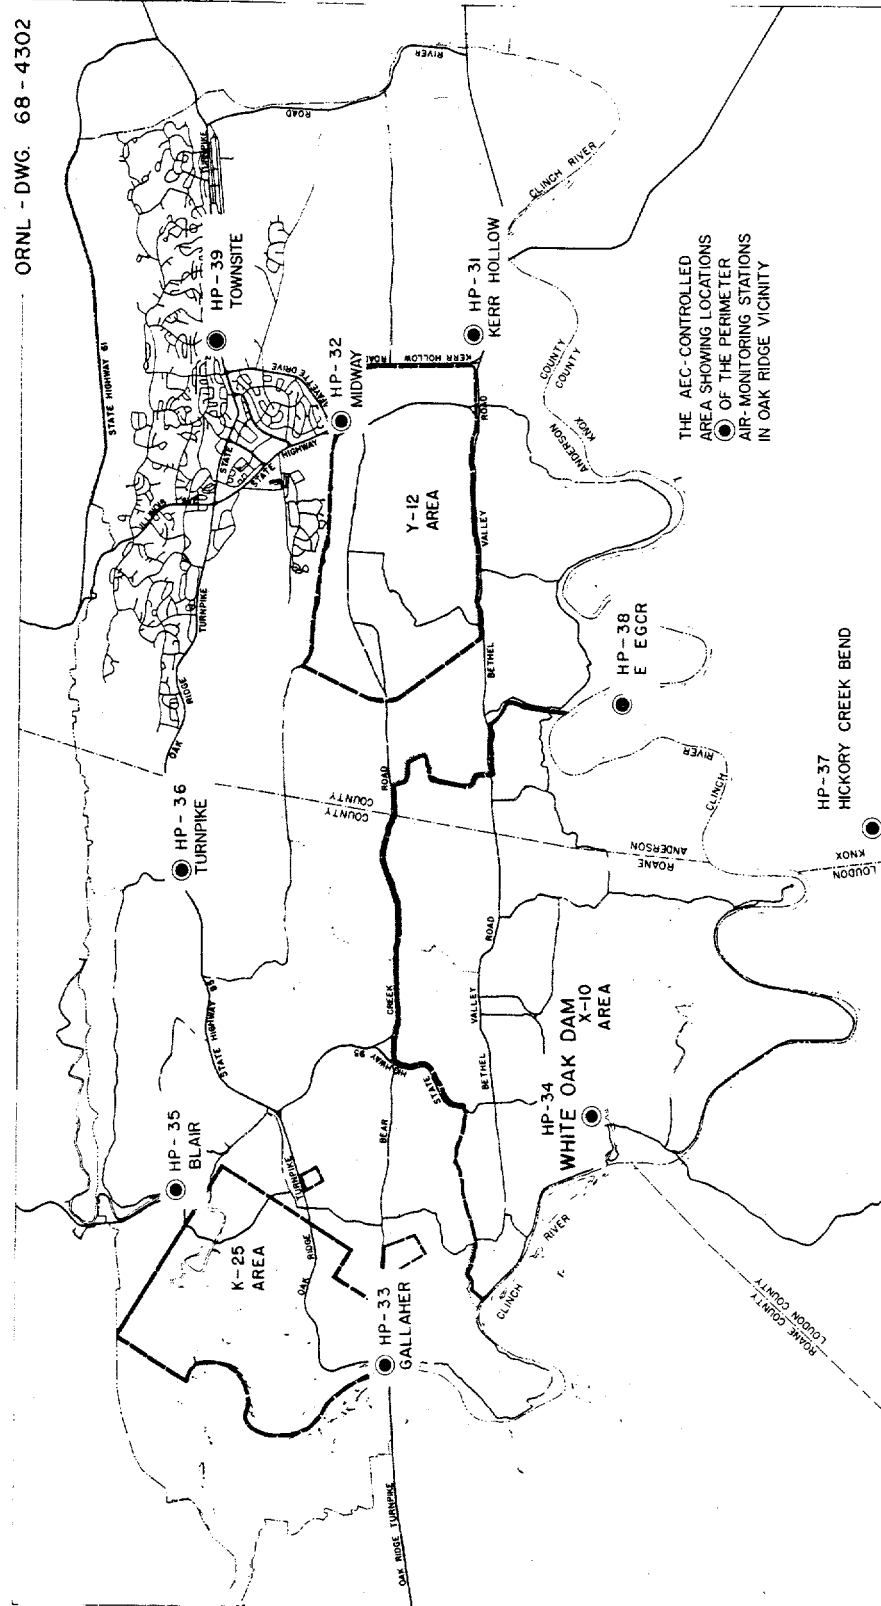 ORNL - DWG. 68 - 4302
STATE HIGHWAY 61
TURNPIKE
ROAD
RIVER
HP - 39
TOWNSITE
ILLINOIS
STATE
STATE HIGHWAY
HP - 32
MIDWAY
ROAD
KERR HOLLOW
HP - 31
KERR HOLLOW
CLINCH RIVER
OAK RIDGE TURNPIKE
Y-12
AREA
BETHEL VALLEY ROAD
COUNTY
COUNTY
ANDERSON
KNOX
THE AEC-CONTROLLED
AREA SHOWING LOCATIONS
OF THE PERIMETER
AIR-MONITORING STATIONS
IN OAK RIDGE VICINITY
HP - 36
TURNPIKE
COUNTY
COUNTY
HP - 38
E EGCR
CLINCH RIVER
ROANE
ANDERSON
HP - 37
HICKORY CREEK BEND
LOUDON
KNOX
STATE HIGHWAY 95
BEAR CREEK ROAD
STATE
HIGHWAY 95
BETHEL VALLEY ROAD
X-10
AREA
HP - 34
WHITE OAK DAM
HP - 35
BLAIR
K-25
AREA
OAK RIDGE TURNPIKE
HP - 33
GALLAHER
CLINCH RIVER
ROANE COUNTY
LOUDON COUNTY
OAK RIDGE TURNPIKE